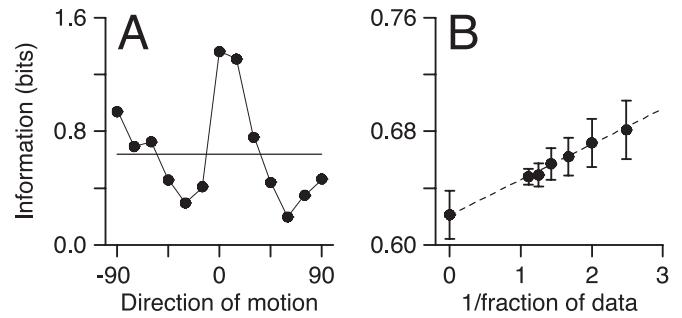 A
Information (bits)
1.6
0.8
0.0
-90
0
90
Direction of motion
B
0.76
0.68
0.60
0
1
2
3
1/fraction of data